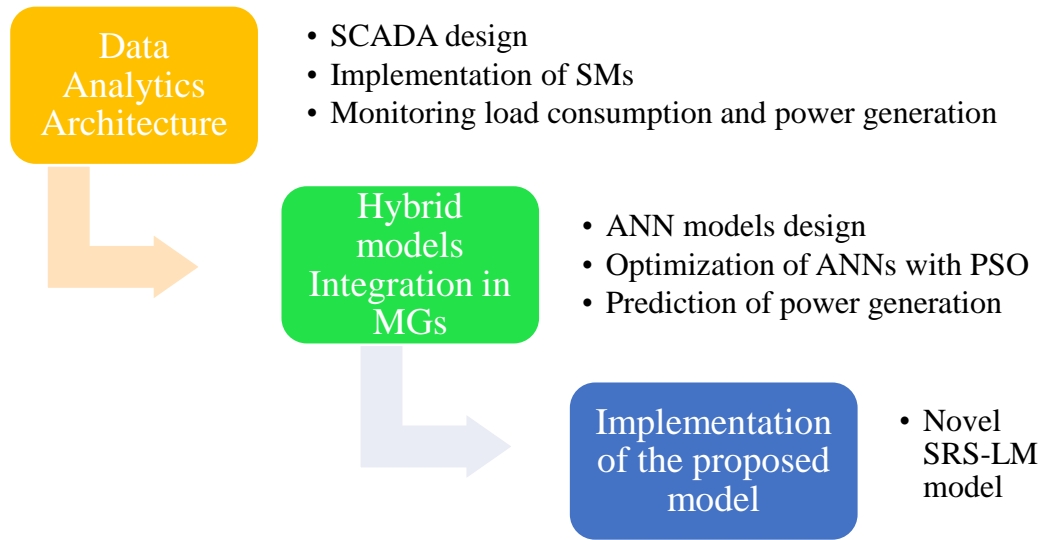 Data
Analytics
Architecture
• SCADA design
• Implementation of SMs
• Monitoring load consumption and power generation
Hybrid
models
Integration in
MGs
• ANN models design
• Optimization of ANNs with PSO
• Prediction of power generation
Implementation
of the proposed
model
• Novel
SRS-LM
model